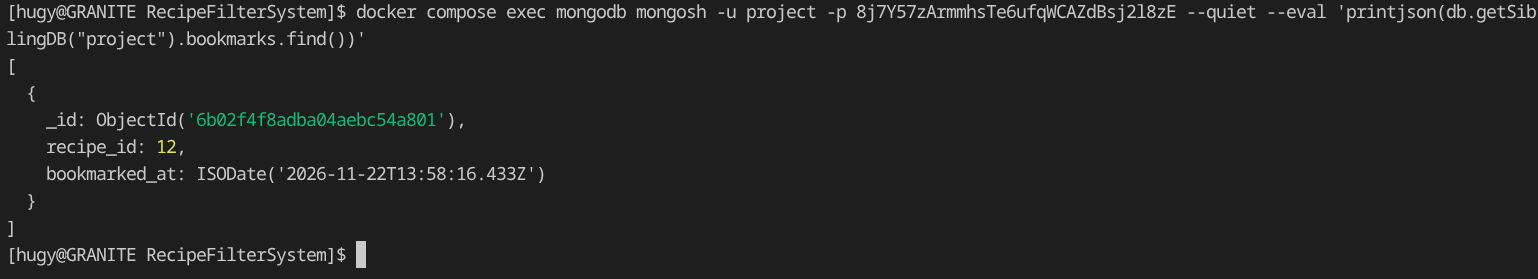 [hugy@GRANITE RecipeFilterSystem]$ docker compose exec mongodb mongosh -u project -p 8j7Y57zArmmhsTe6ufqWCAZdBsj2l8zE --quiet --eval 'printjson(db.getSib
lingDB("project").bookmarks.find())'
[
  {
    _id: ObjectId('6b02f4f8adba04aebc54a801'),
    recipe_id: 12,
    bookmarked_at: ISODate('2026-11-22T13:58:16.433Z')
  }
]
[hugy@GRANITE RecipeFilterSystem]$